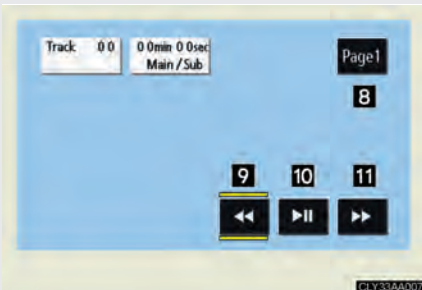 Track 0 0
0 0min 0 0sec
Main / Sub
Page1
8
9 10 11
CLY33AA007